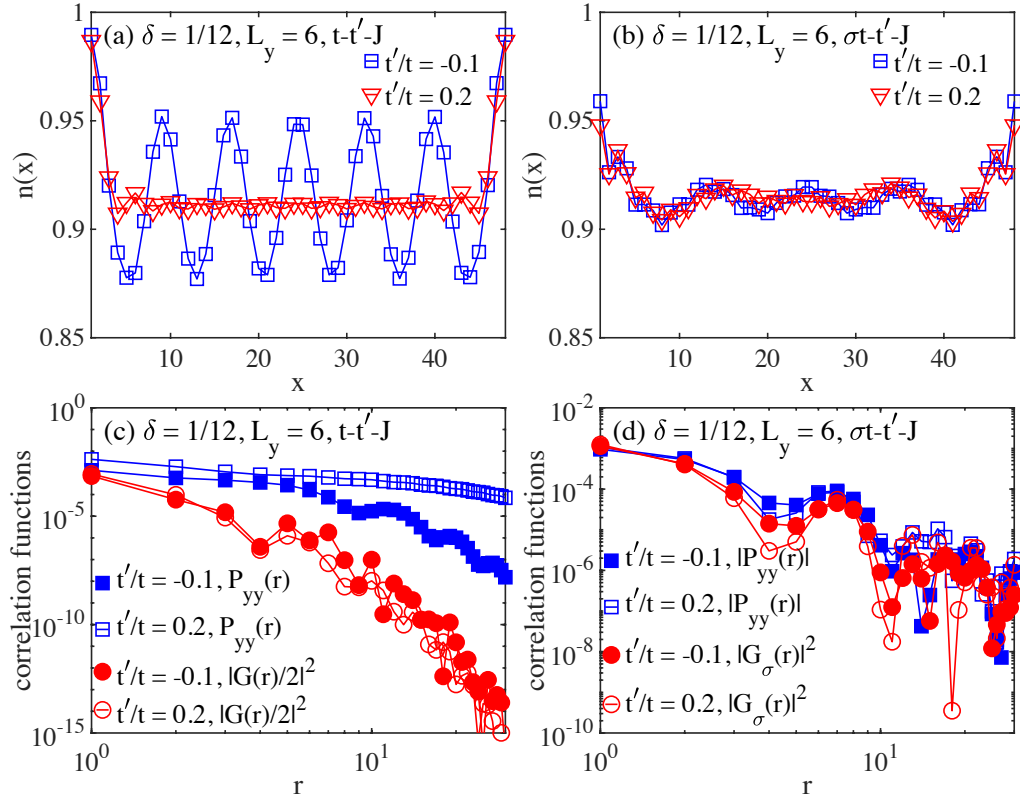 (a) δ = 1/12, L_y = 6, t-t′-J
t′/t = -0.1
t′/t = 0.2
1
0.95
0.9
0.85
n(x)
10 20 30 40
x
(b) δ = 1/12, L_y = 6, σt-t′-J
t′/t = -0.1
t′/t = 0.2
1
0.95
0.9
0.85
n(x)
10 20 30 40
x
(c) δ = 1/12, L_y = 6, t-t′-J
10^0
10^-5
10^-10
10^-15
correlation functions
t′/t = -0.1, P_yy(r)
t′/t = 0.2, P_yy(r)
t′/t = -0.1, |G(r)/2|^2
t′/t = 0.2, |G(r)/2|^2
10^0 10^1
r
(d) δ = 1/12, L_y = 6, σt-t′-J
10^-2
10^-4
10^-6
10^-8
10^-10
correlation functions
t′/t = -0.1, |P_yy(r)|
t′/t = 0.2, |P_yy(r)|
t′/t = -0.1, |G_σ(r)|^2
t′/t = 0.2, |G_σ(r)|^2
10^0 10^1
r